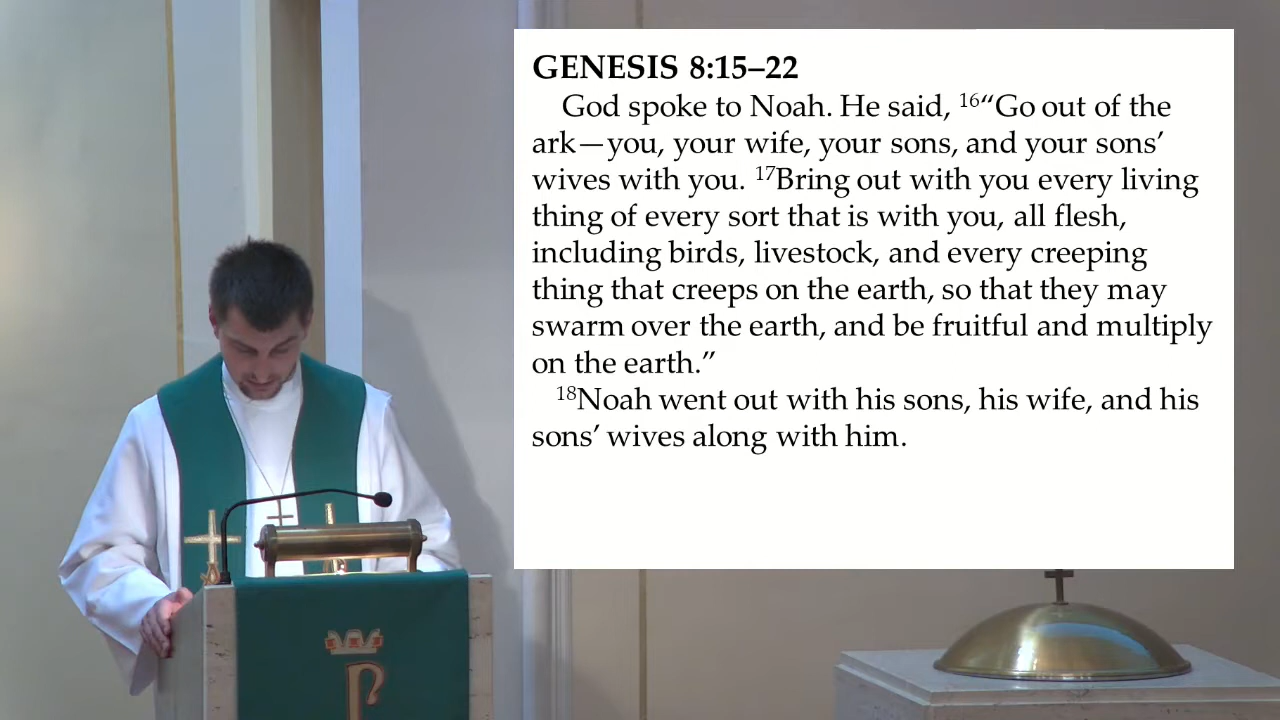 GENESIS 8:15–22
God spoke to Noah. He said, ¹⁶“Go out of the
ark—you, your wife, your sons, and your sons’
wives with you. ¹⁷Bring out with you every living
thing of every sort that is with you, all flesh,
including birds, livestock, and every creeping
thing that creeps on the earth, so that they may
swarm over the earth, and be fruitful and multiply
on the earth.”
¹⁸Noah went out with his sons, his wife, and his
sons’ wives along with him.